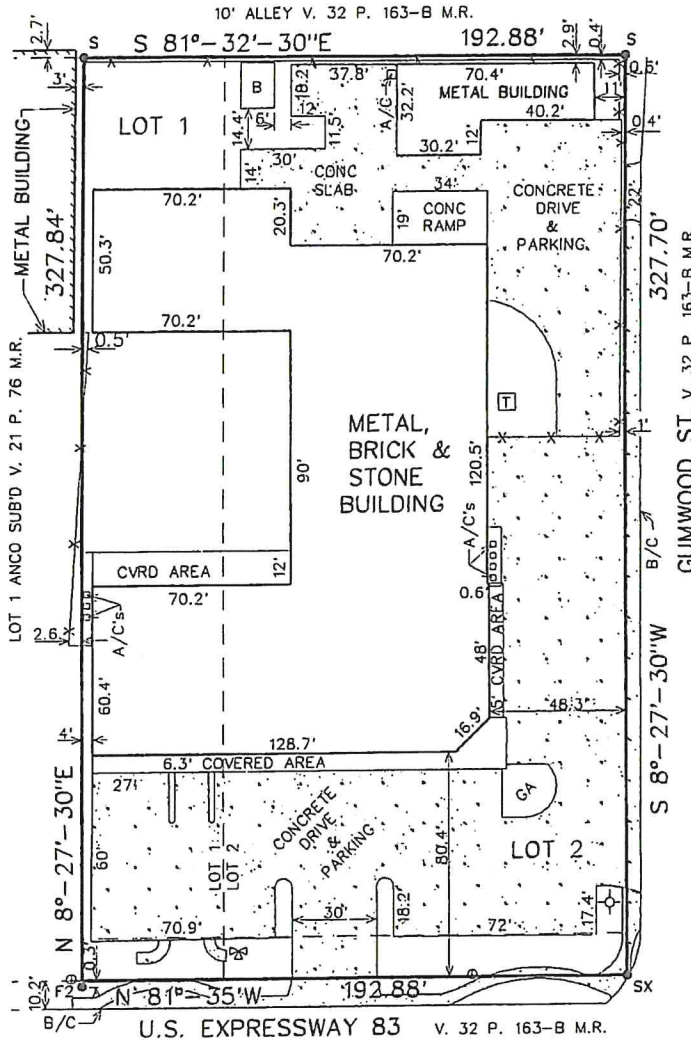 10' ALLEY V. 32 P. 163-B M.R.
2.7'
S
S 81°-32'-30"E
192.88'
2.9'
0.4'
S
3'
LOT 1
B
18.2'
37.8'
A/C
70.4'
METAL BUILDING
11'
0.4'
14.4'
6'
12'
11.5'
32.2'
40.2'
30.2'
12'
30'
14'
CONC
SLAB
34'
CONC
RAMP
19'
CONCRETE
DRIVE
&
PARKING
22'
METAL BUILDING
327.84'
70.2'
50.3'
20.3'
70.2'
327.70'
70.2'
0.5'
LOT 1 ANCO SUB'D V. 21 P. 76 M.R.
T
1'
METAL,
BRICK &
STONE
BUILDING
90'
120.5'
GUMWOOD ST. V. 32 P. 163-B M.R.
B/C
A/C's
CVRD AREA
12'
70.2'
0.6'
A/C's
2.6
60.4'
48'
5' CVRD AREA
48.3'
16.9'
4'
128.7'
6.3' COVERED AREA
27'
GA
CONCRETE
DRIVE
&
PARKING
80.4'
LOT 2
60'
LOT 1
LOT 2
N 8°-27'-30"E
S 8°-27'-30"W
70.9'
30'
18.2'
72'
17.4'
0.3'
10.2'
N 81°-35'W
192.88'
SX
B/C
U.S. EXPRESSWAY 83 V. 32 P. 163-B M.R.